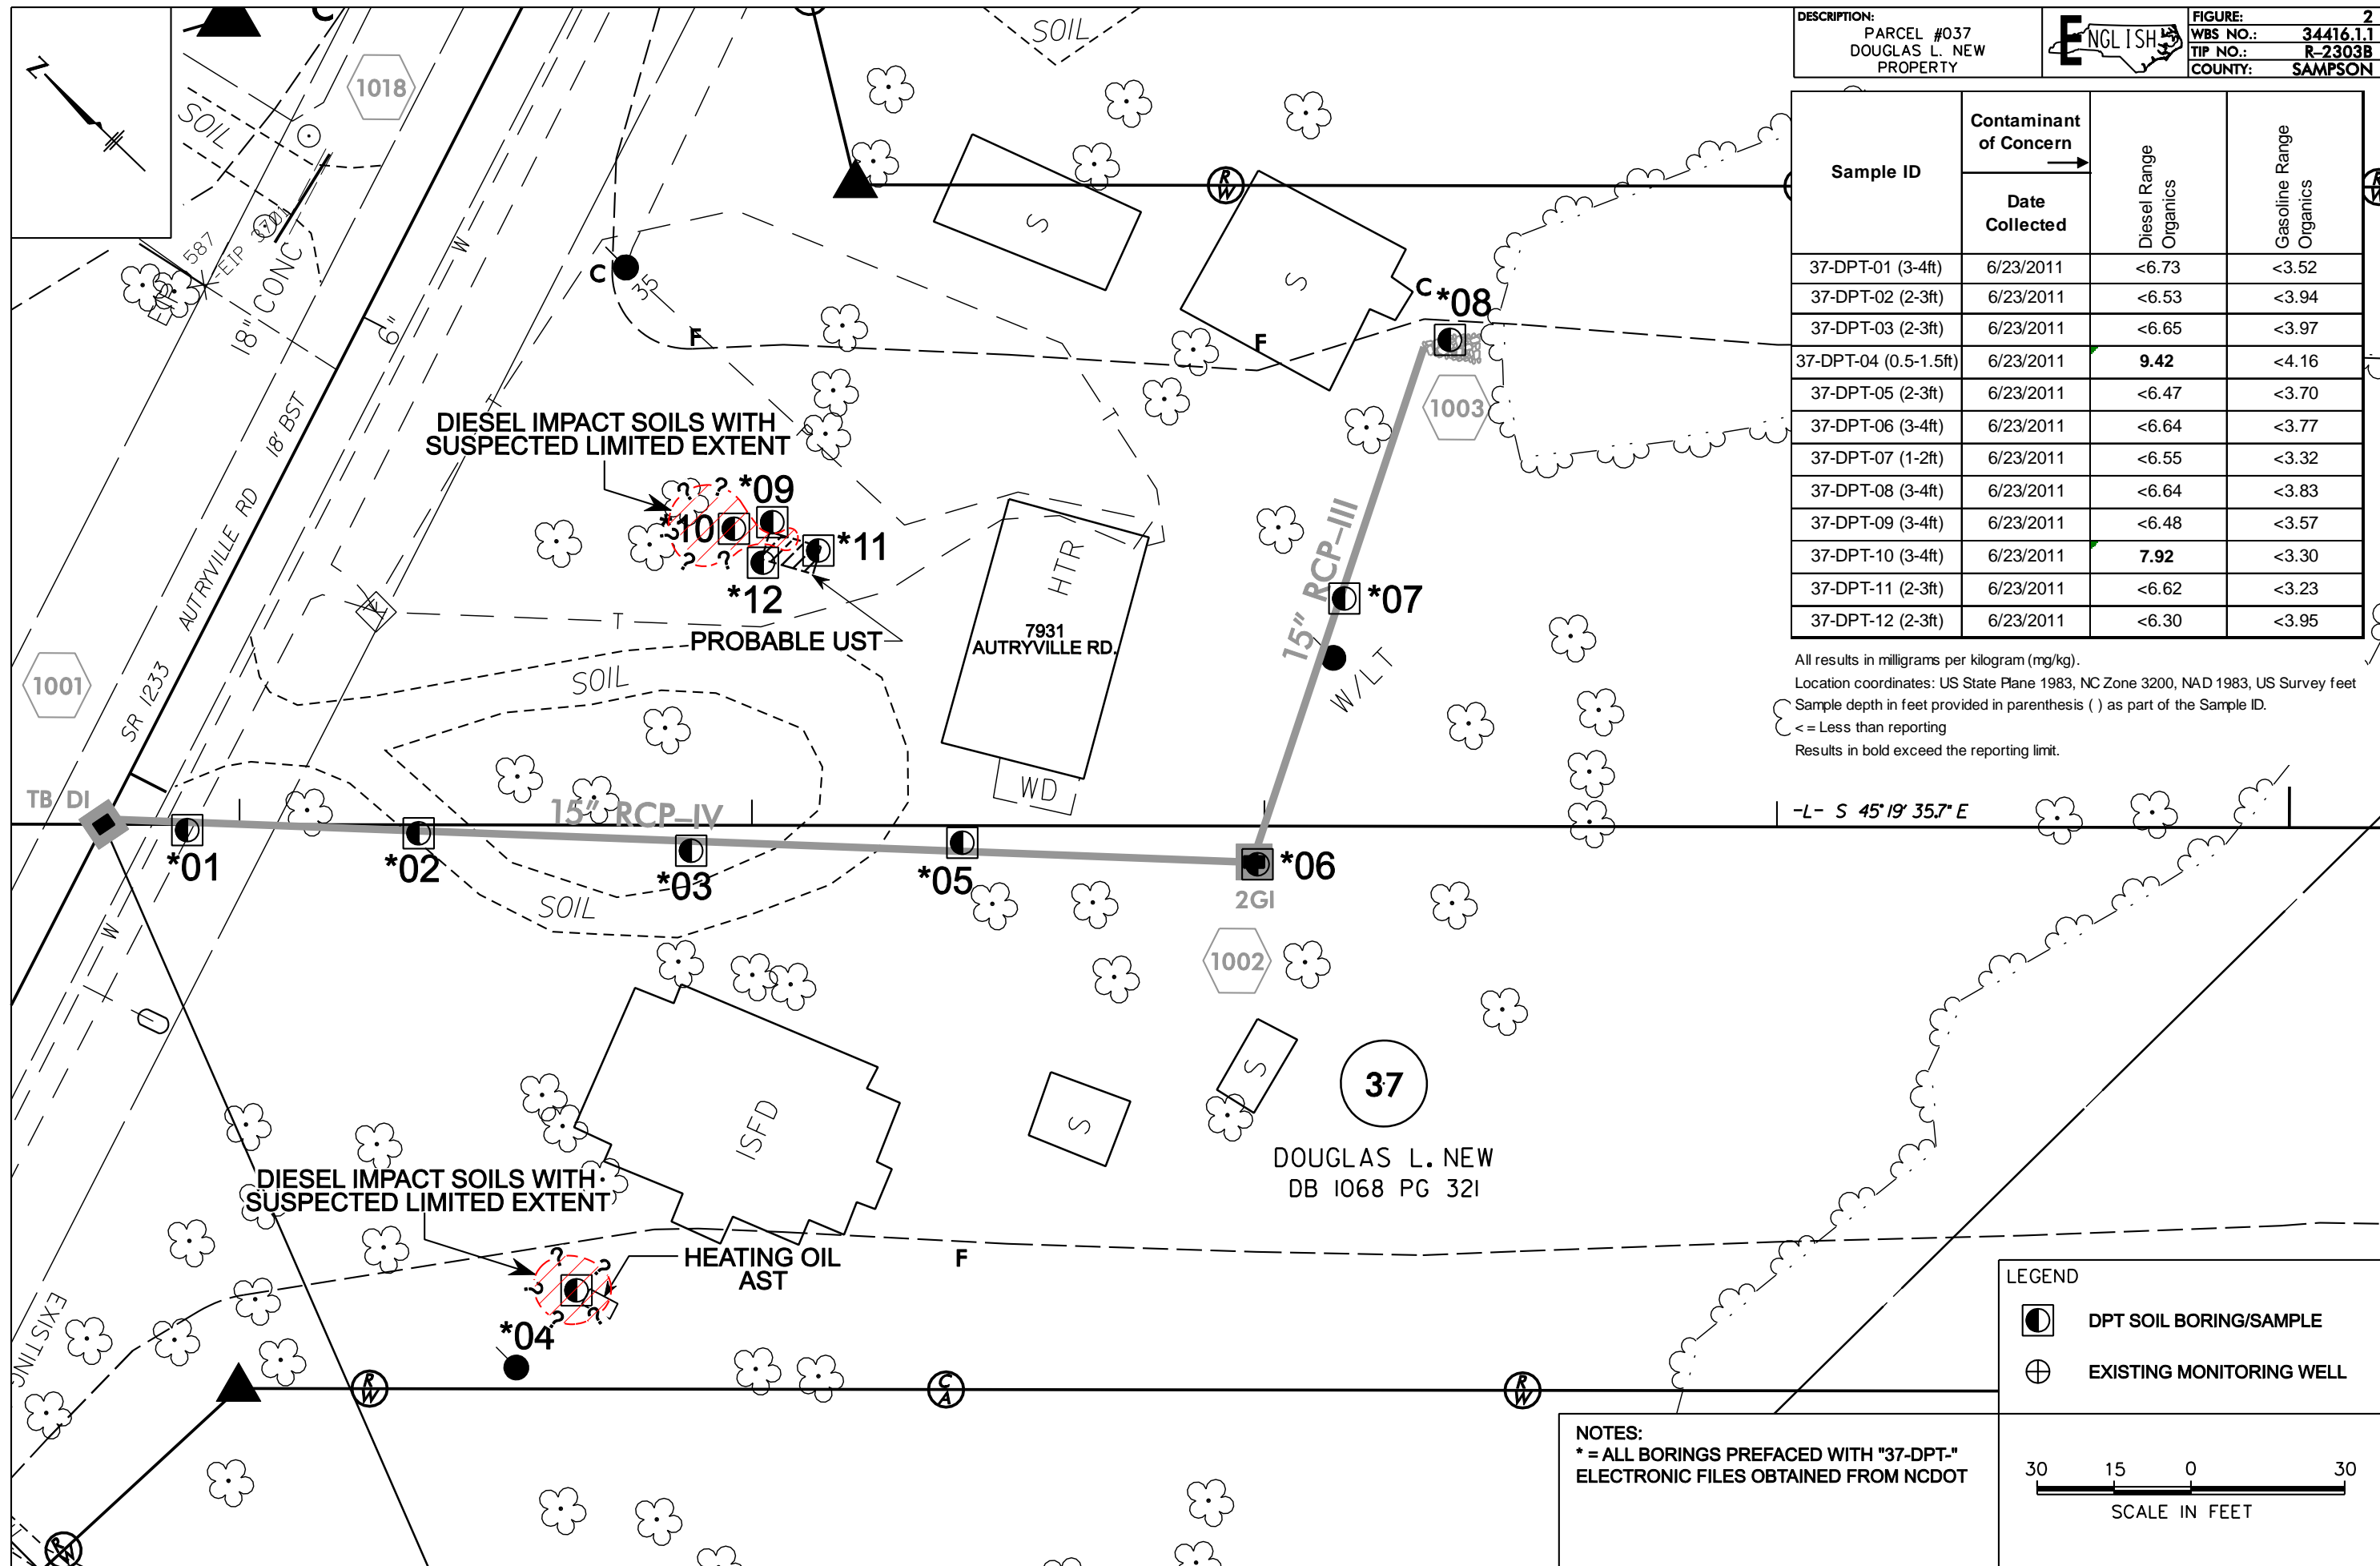 DESCRIPTION:
PARCEL #037
DOUGLAS L. NEW
PROPERTY
ENGLISH
FIGURE: 2
WBS NO.: 34416.1.1
TIP NO.: R-2303B
COUNTY: SAMPSON
Sample ID
Contaminant
of Concern
Date
Collected
Diesel Range
Organics
Gasoline Range
Organics
37-DPT-01 (3-4ft) 6/23/2011 <6.73 <3.52
37-DPT-02 (2-3ft) 6/23/2011 <6.53 <3.94
37-DPT-03 (2-3ft) 6/23/2011 <6.65 <3.97
37-DPT-04 (0.5-1.5ft) 6/23/2011 9.42 <4.16
37-DPT-05 (2-3ft) 6/23/2011 <6.47 <3.70
37-DPT-06 (3-4ft) 6/23/2011 <6.64 <3.77
37-DPT-07 (1-2ft) 6/23/2011 <6.55 <3.32
37-DPT-08 (3-4ft) 6/23/2011 <6.64 <3.83
37-DPT-09 (3-4ft) 6/23/2011 <6.48 <3.57
37-DPT-10 (3-4ft) 6/23/2011 7.92 <3.30
37-DPT-11 (2-3ft) 6/23/2011 <6.62 <3.23
37-DPT-12 (2-3ft) 6/23/2011 <6.30 <3.95
All results in milligrams per kilogram (mg/kg).
Location coordinates: US State Plane 1983, NC Zone 3200, NAD 1983, US Survey feet
Sample depth in feet provided in parenthesis ( ) as part of the Sample ID.
< = Less than reporting
Results in bold exceed the reporting limit.
-L- S 45°19' 35.7" E
Z
C
1018
SOIL
SOIL
587
EIP
18" CONC
6"
W
C
35
F
F
S
S
C
*08
1003
T
T
DIESEL IMPACT SOILS WITH
SUSPECTED LIMITED EXTENT
? ? ? ? ?
*09
*10
*11
*12
PROBABLE UST
T
HTR
7931
AUTRYVILLE RD.
WD
15" RCP-III
*07
W/LT
18' BST
AUTRYVILLE RD
SR 1233
1001
SOIL
TB DI
15" RCP-IV
*01
*02
*03
*05
*06
2GI
SOIL
W
1002
ISFD
S
S
37
DOUGLAS L. NEW
DB 1068 PG 321
DIESEL IMPACT SOILS WITH
SUSPECTED LIMITED EXTENT
? ? ? ? ?
HEATING OIL
AST
F
*04
EXISTING
R W
R W
C A
R W
R W
LEGEND
DPT SOIL BORING/SAMPLE
EXISTING MONITORING WELL
NOTES:
* = ALL BORINGS PREFACED WITH "37-DPT-"
ELECTRONIC FILES OBTAINED FROM NCDOT
30 15 0 30
SCALE IN FEET